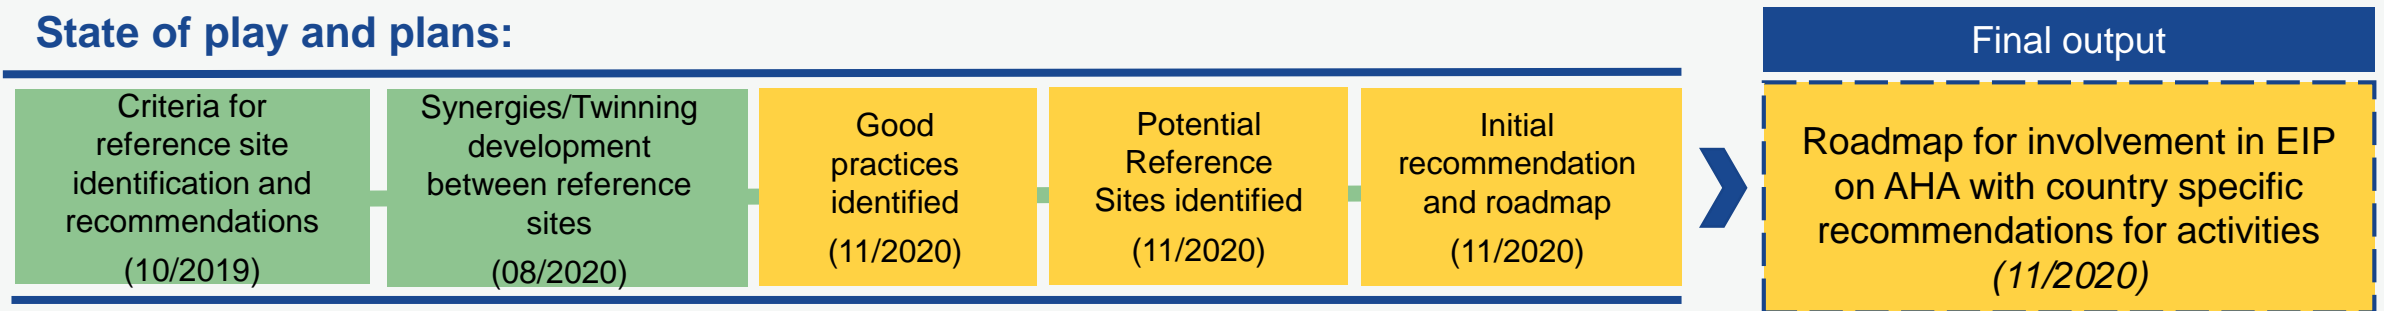 State of play and plans:
Criteria for
reference site
identification and
recommendations
(10/2019)
Synergies/Twinning
development
between reference
sites
(08/2020)
Good
practices
identified
(11/2020)
Potential
Reference
Sites identified
(11/2020)
Initial
recommendation
and roadmap
(11/2020)
Final output
Roadmap for involvement in EIP
on AHA with country specific
recommendations for activities
(11/2020)